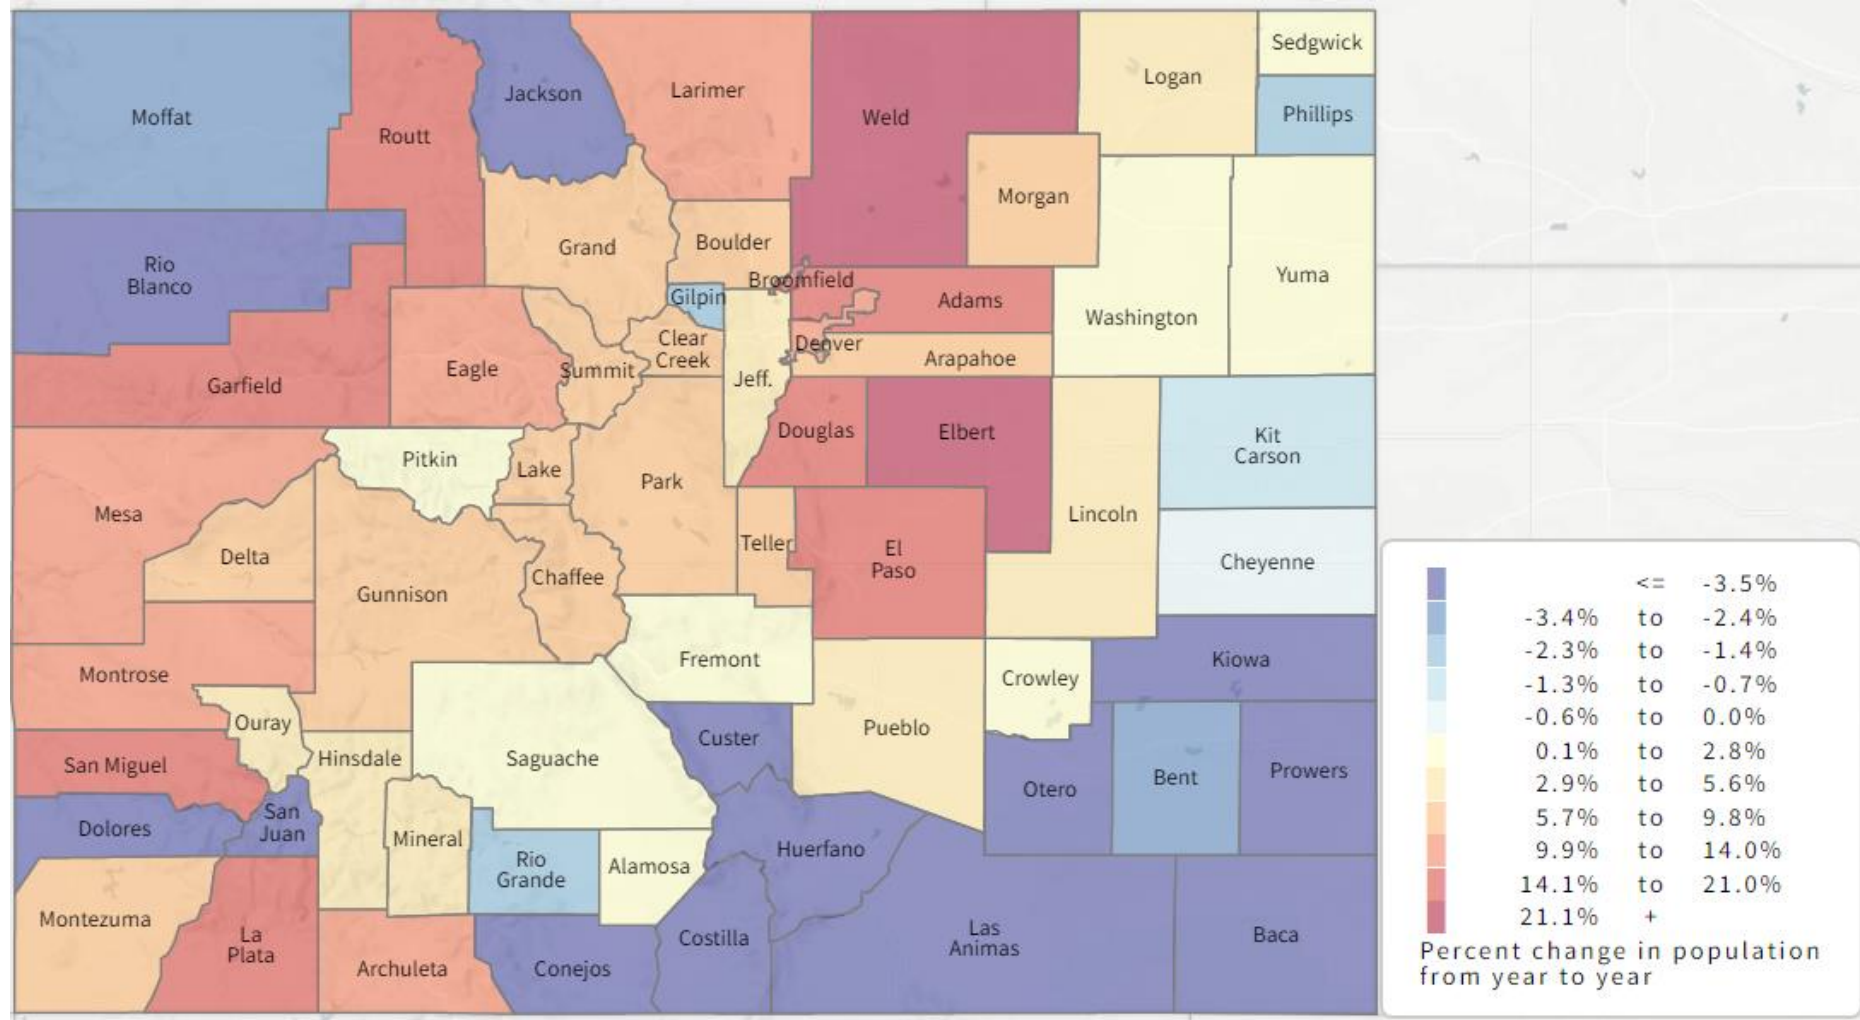 Sedgwick
Logan
Jackson
Larimer
Phillips
Moffat
Weld
Routt
Morgan
Grand
Boulder
Rio
Blanco
Yuma
Broomfield
Gilpin
Adams
Washington
Clear
Creek
Denver
Arapahoe
Eagle
Summit
Jeff.
Garfield
Douglas
Elbert
Kit
Carson
Pitkin
Lake
Park
Mesa
Lincoln
Delta
Teller
El
Paso
Cheyenne
Chaffee
Gunnison
Fremont
Kiowa
Montrose
Crowley
Ouray
Pueblo
Custer
Hinsdale
Saguache
San Miguel
Otero
Bent
Prowers
San
Juan
Dolores
Mineral
Huerfano
Rio
Grande
Alamosa
Montezuma
La
Plata
Archuleta
Conejos
Costilla
Las
Animas
Baca
<= -3.5%
-3.4% to -2.4%
-2.3% to -1.4%
-1.3% to -0.7%
-0.6% to 0.0%
0.1% to 2.8%
2.9% to 5.6%
5.7% to 9.8%
9.9% to 14.0%
14.1% to 21.0%
21.1% +
Percent change in population
from year to year